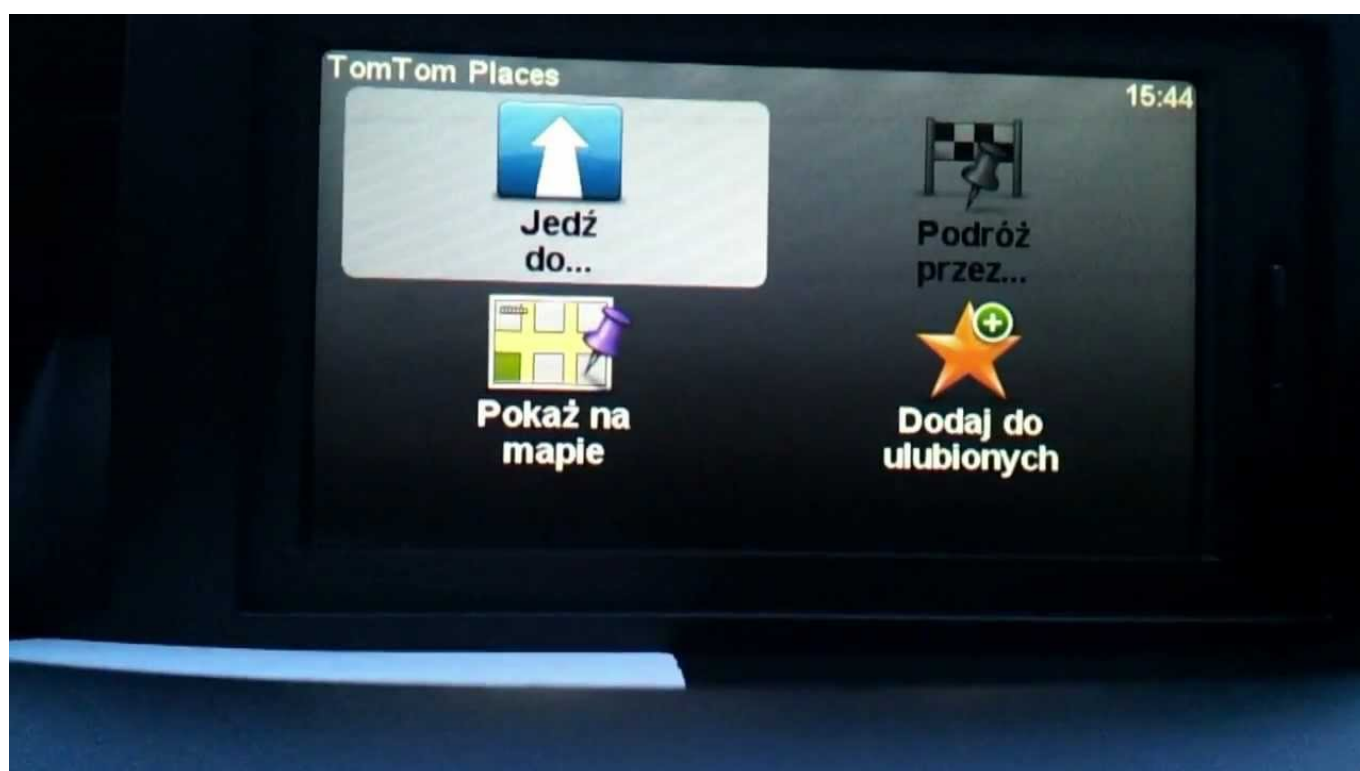 TomTom Places
15:44
Jedź
do...
Podróż
przez...
Pokaż na
mapie
Dodaj do
ulubionych